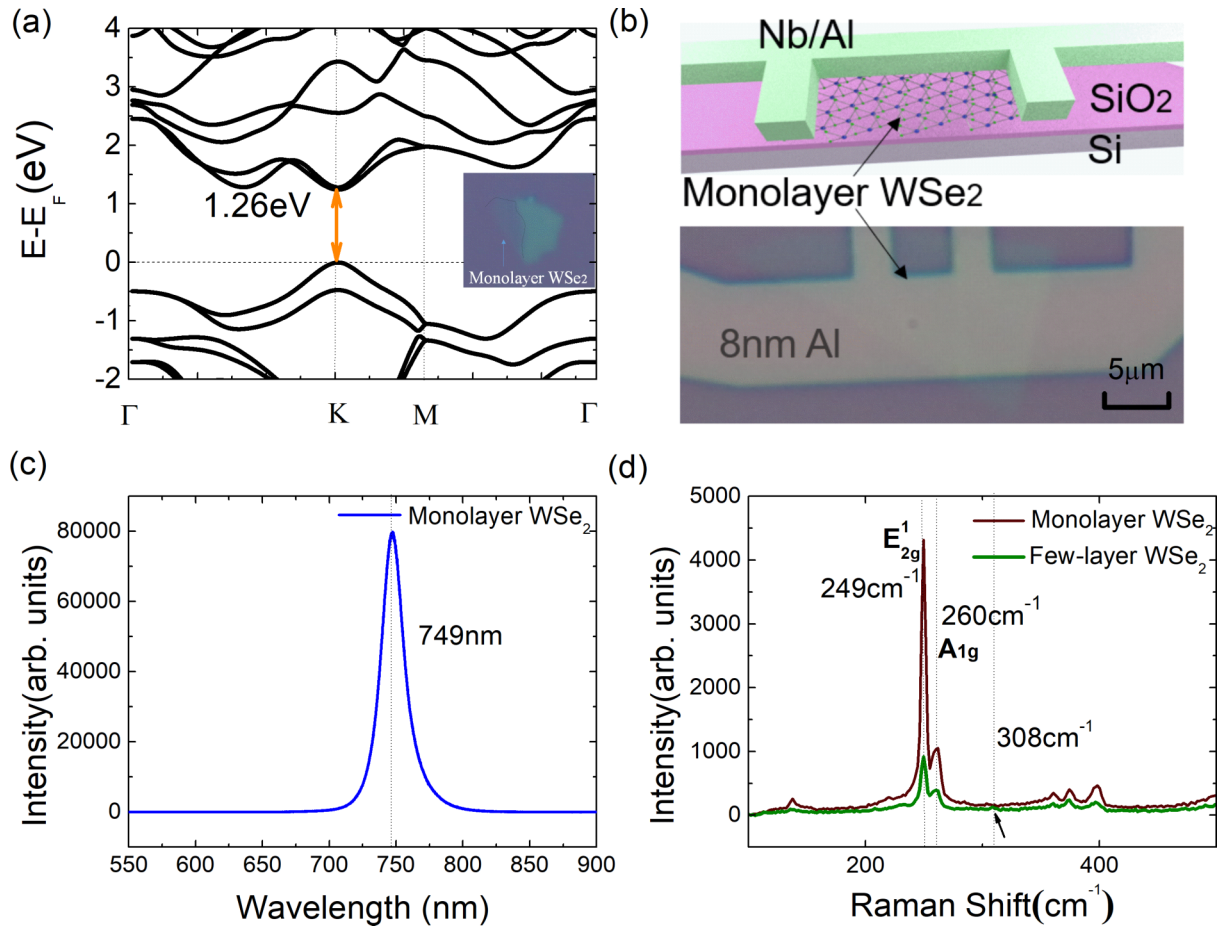 (a)
4
3
2
1
0
-1
-2
E-E_F (eV)
1.26eV
Monolayer WSe₂
Γ K M Γ
(b)
Nb/Al
SiO₂
Si
Monolayer WSe₂
8nm Al
5μm
(c)
80000
60000
40000
20000
0
Intensity(arb. units)
Monolayer WSe₂
749nm
550 600 650 700 750 800 850 900
Wavelength (nm)
(d)
5000
4000
3000
2000
1000
0
Intensity(arb. units)
Monolayer WSe₂
Few-layer WSe₂
E¹₂g
249cm⁻¹
260cm⁻¹
A1g
308cm⁻¹
200 400
Raman Shift(cm⁻¹)